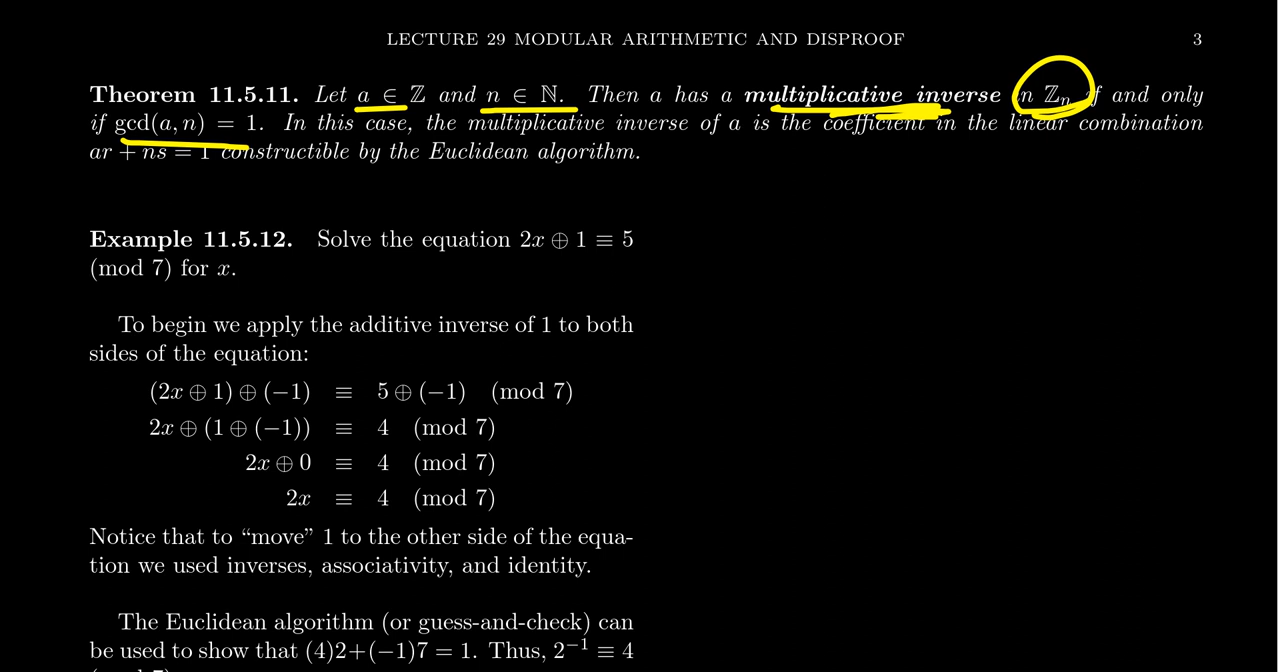 LECTURE 29 MODULAR ARITHMETIC AND DISPROOF 3
Theorem 11.5.11. Let a ∈ ℤ and n ∈ ℕ. Then a has a multiplicative inverse in ℤₙ if and only
if gcd(a, n) = 1. In this case, the multiplicative inverse of a is the coefficient in the linear combination
ar + ns = 1 constructible by the Euclidean algorithm.
Example 11.5.12. Solve the equation 2x ⊕ 1 ≡ 5
(mod 7) for x.
To begin we apply the additive inverse of 1 to both
sides of the equation:
(2x ⊕ 1) ⊕ (−1) ≡ 5 ⊕ (−1) (mod 7)
2x ⊕ (1 ⊕ (−1)) ≡ 4 (mod 7)
2x ⊕ 0 ≡ 4 (mod 7)
2x ≡ 4 (mod 7)
Notice that to “move” 1 to the other side of the equa-
tion we used inverses, associativity, and identity.
The Euclidean algorithm (or guess-and-check) can
be used to show that (4)2+(−1)7 = 1. Thus, 2⁻¹ ≡ 4